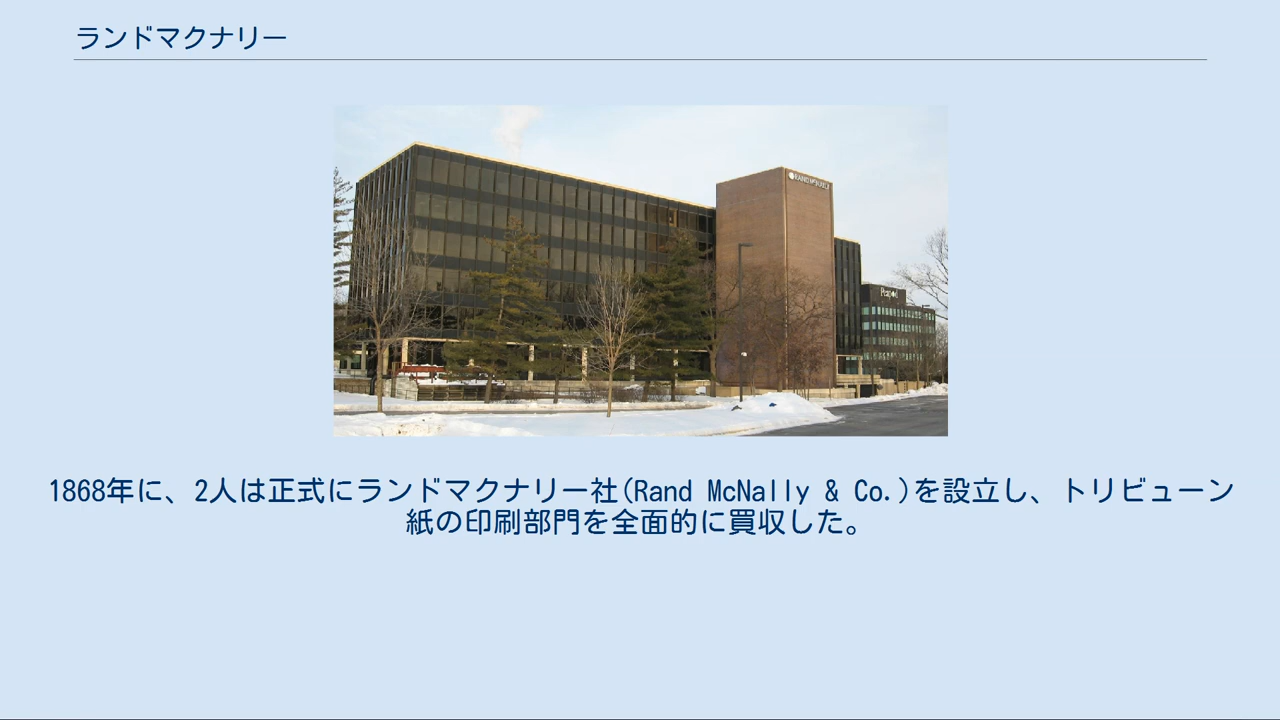 ランドマクナリー
RAND McNALLY
Peapod
1868年に、2人は正式にランドマクナリー社(Rand McNally & Co.)を設立し、トリビューン
紙の印刷部門を全面的に買収した。